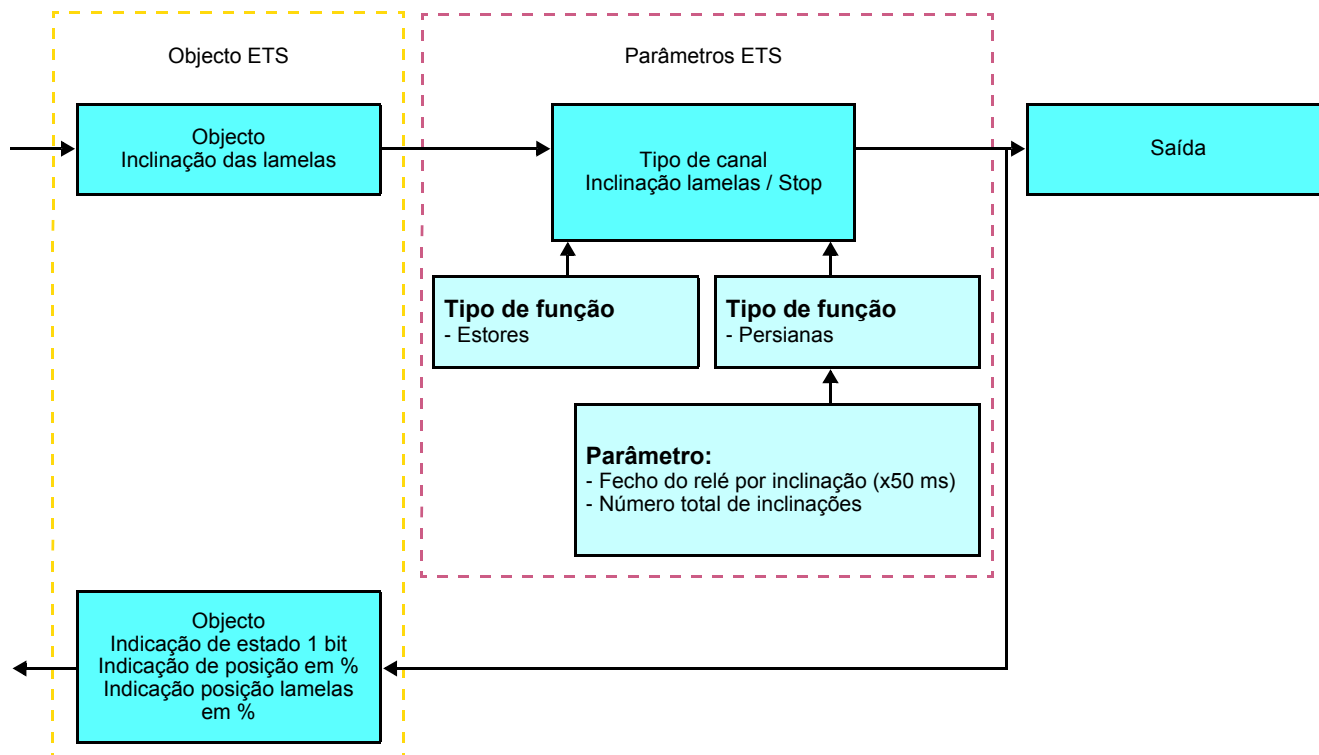 Objecto ETS
Parâmetros ETS
Objecto
Inclinação das lamelas
Tipo de canal
Inclinação lamelas / Stop
Saída
Tipo de função
- Estores
Tipo de função
- Persianas
Parâmetro:
- Fecho do relé por inclinação (x50 ms)
- Número total de inclinações
Objecto
Indicação de estado 1 bit
Indicação de posição em %
Indicação posição lamelas
em %